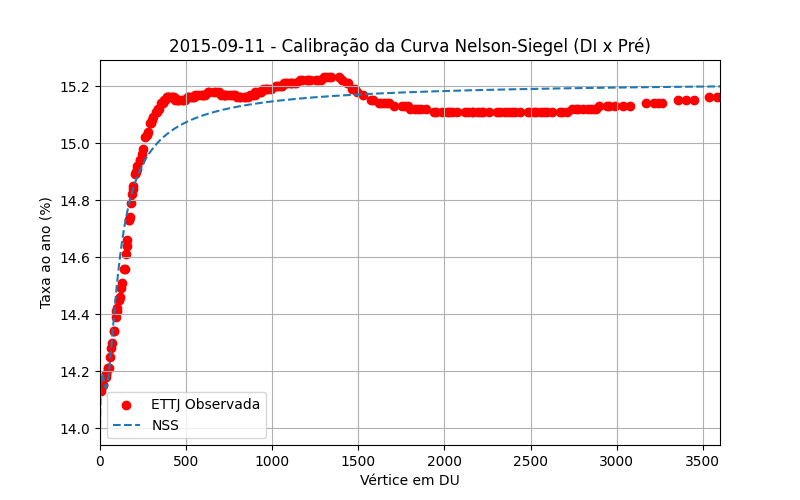 2015-09-11 - Calibração da Curva Nelson-Siegel (DI x Pré)
Taxa ao ano (%)
15.2
15.0
14.8
14.6
14.4
14.2
14.0
ETTJ Observada
NSS
0 500 1000 1500 2000 2500 3000 3500
Vértice em DU